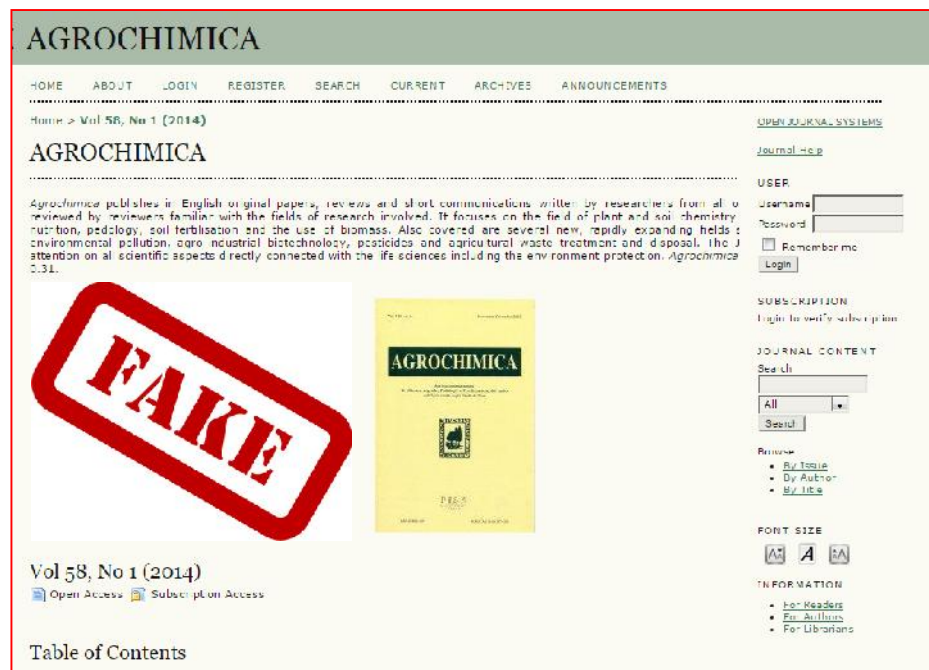 AGROCHIMICA
HOME ABOUT LOGIN REGISTER SEARCH CURRENT ARCHIVES ANNOUNCEMENTS
Home > Vol 58, No 1 (2014)
AGROCHIMICA
Agrochimica publishes in English original papers, reviews and short communications written by researchers from all o
reviewed by reviewers familiar with the fields of research involved. It focuses on the field of plant and soil chemistry
nutrition, pedology, soil fertilisation and the use of biomass. Also covered are several new, rapidly expanding fields s
environmental pollution, agro industrial biotechnology, pesticides and agricultural waste treatment and disposal. The J
attention on all scientific aspects directly connected with the life sciences including the environment protection. Agrochimica
0.31.
FAKE
AGROCHIMICA
Vol 58, No 1 (2014)
Open Access Subscription Access
Table of Contents
OPEN JOURNAL SYSTEMS
Journal Help
USER
Username
Password
Remember me
Login
SUBSCRIPTION
Login to verify subscription
JOURNAL CONTENT
Search
All
Search
Browse
By Issue
By Author
By Title
FONT SIZE
A A A
INFORMATION
For Readers
For Authors
For Librarians